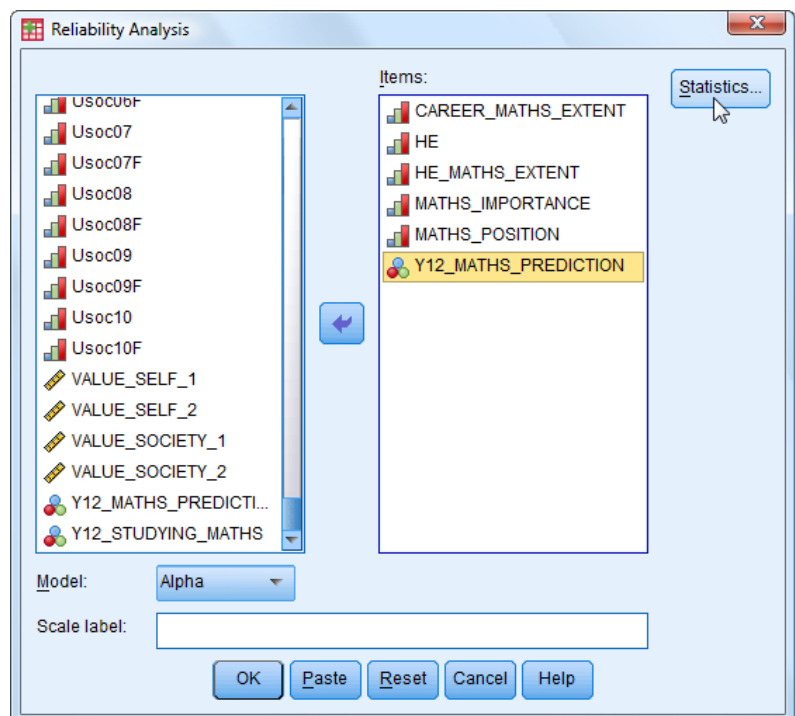 Reliability Analysis
Items:
Statistics...
Usoc06F
Usoc07
Usoc07F
Usoc08
Usoc08F
Usoc09
Usoc09F
Usoc10
Usoc10F
VALUE_SELF_1
VALUE_SELF_2
VALUE_SOCIETY_1
VALUE_SOCIETY_2
Y12_MATHS_PREDICTI...
Y12_STUDYING_MATHS
CAREER_MATHS_EXTENT
HE
HE_MATHS_EXTENT
MATHS_IMPORTANCE
MATHS_POSITION
Y12_MATHS_PREDICTION
Model:
Alpha
Scale label:
OK
Paste
Reset
Cancel
Help